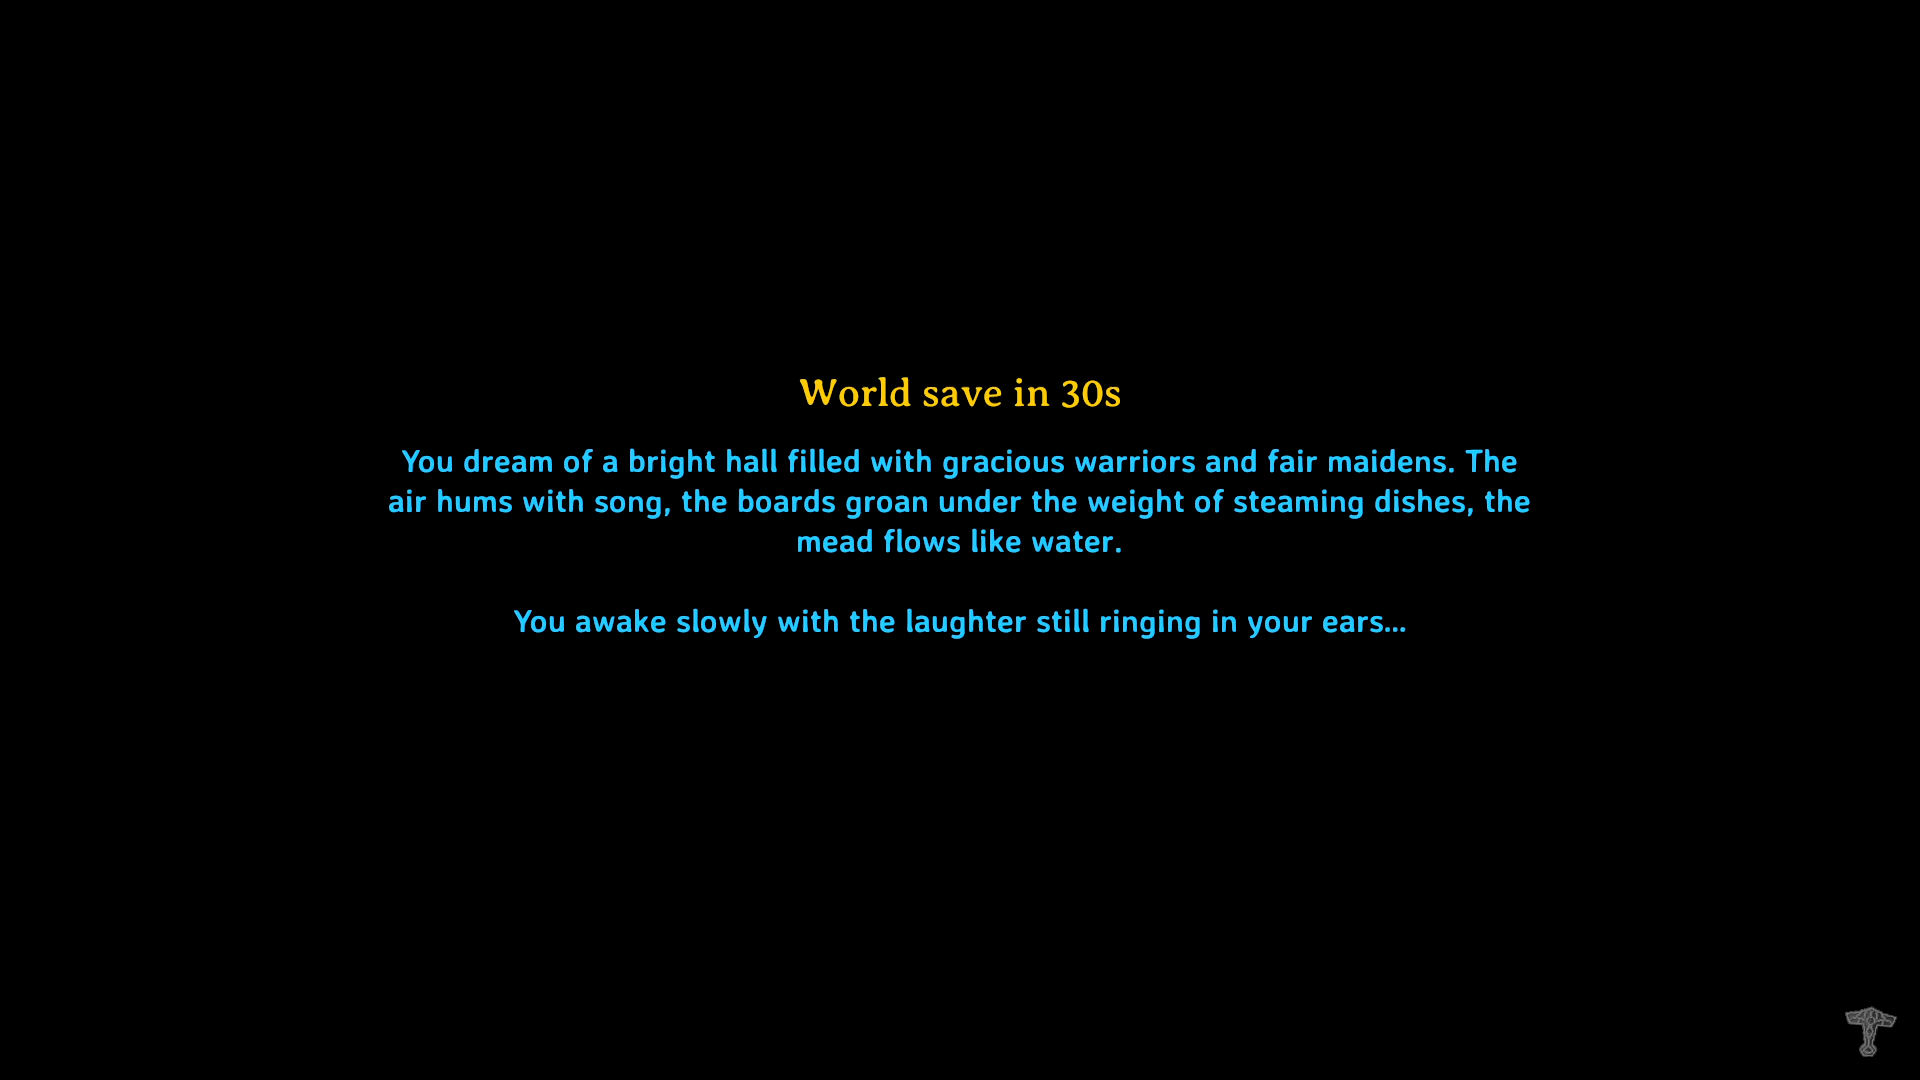 World save in 30s
You dream of a bright hall filled with gracious warriors and fair maidens. The
air hums with song, the boards groan under the weight of steaming dishes, the
mead flows like water.
You awake slowly with the laughter still ringing in your ears...